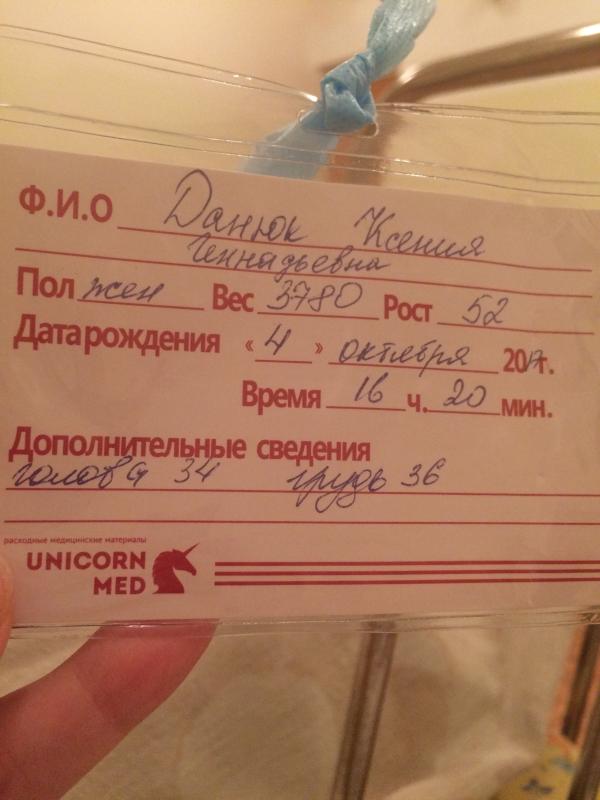 Ф.И.О Данюк Ксения
Геннадьевна
Пол жен Вес 3780 Рост 52
Дата рождения « 4 » октября 2017г.
Время 16 ч. 20 мин.
Дополнительные сведения
голова 34 грудь 36
расходные медицинские материалы
UNICORN
MED